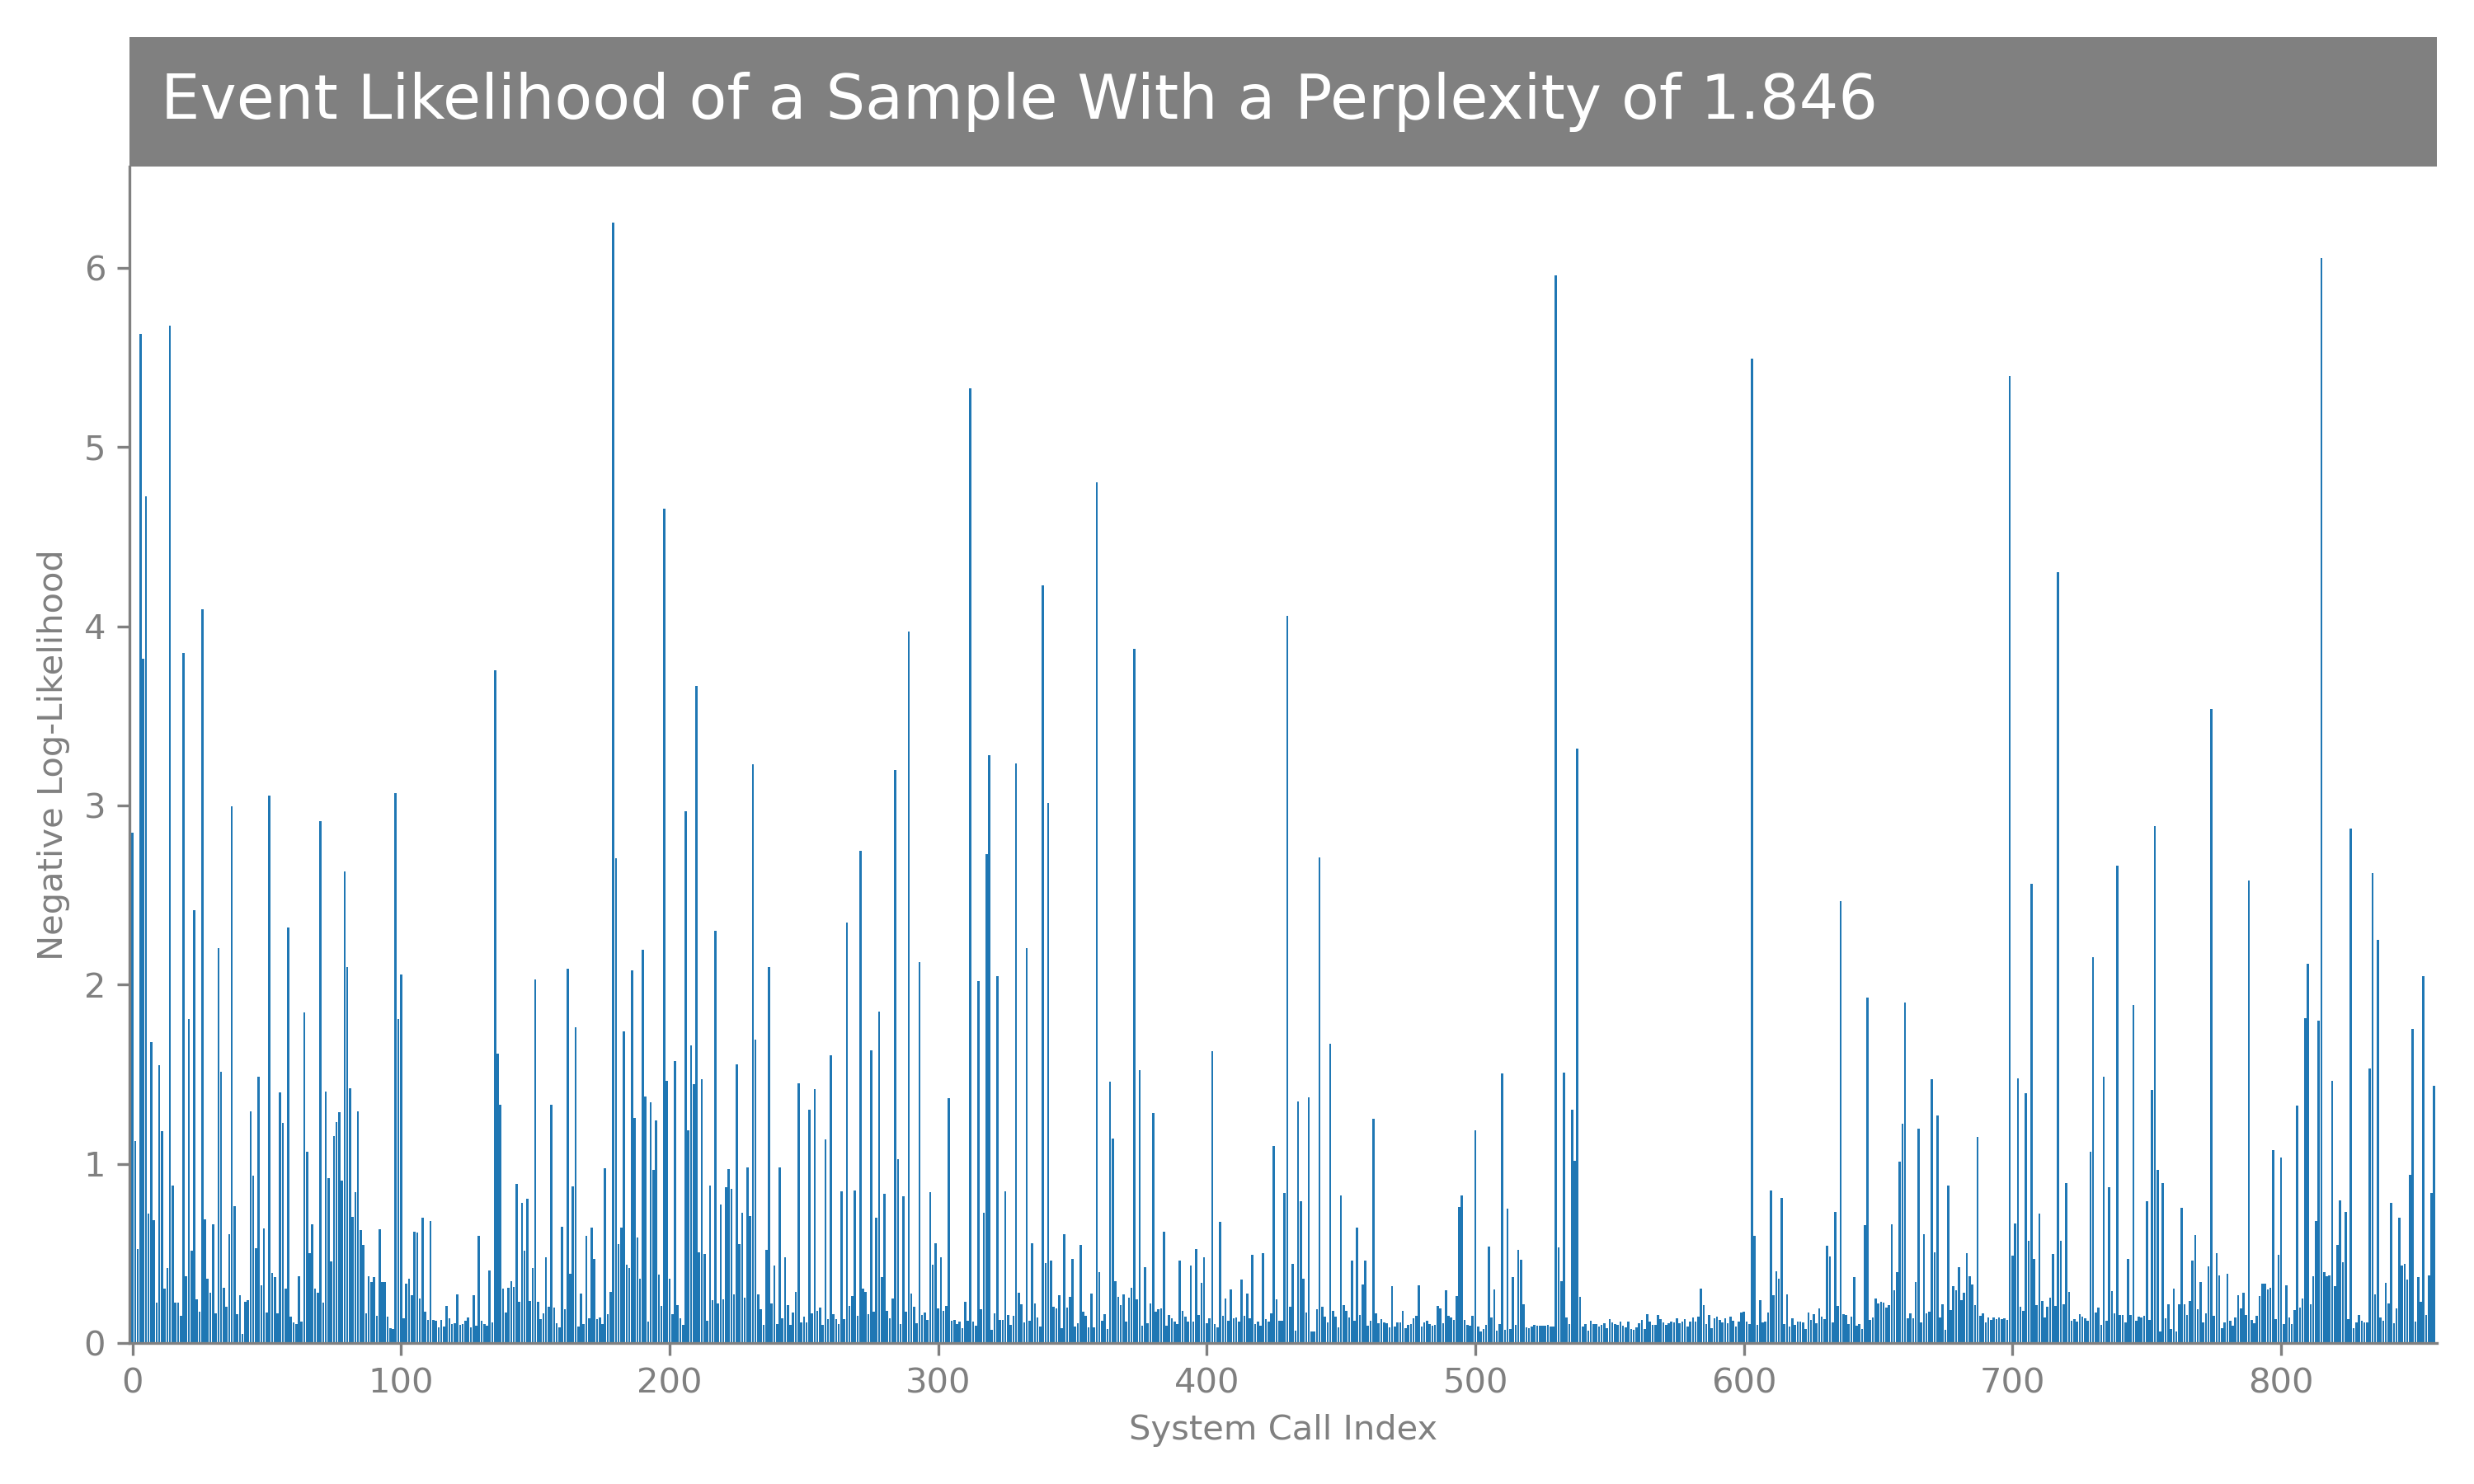 Event Likelihood of a Sample With a Perplexity of 1.846
Negative Log-Likelihood
6
5
4
3
2
1
0
0 100 200 300 400 500 600 700 800
System Call Index